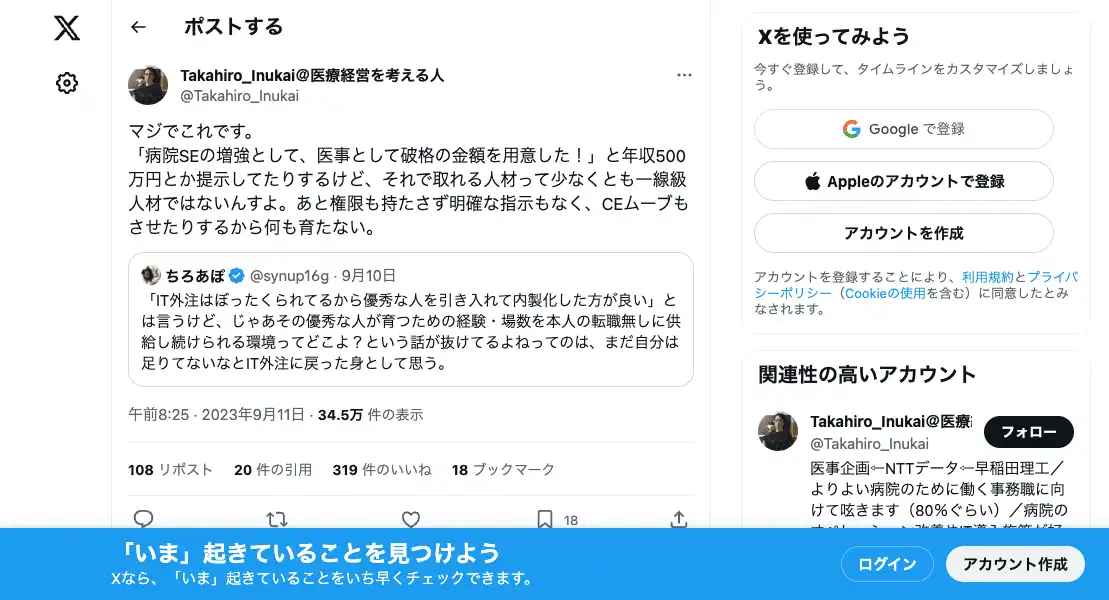 ポストする
Takahiro_Inukai@医療経営を考える人
@Takahiro_Inukai
マジでこれです。
「病院SEの増強として、医事として破格の金額を用意した！」と年収500
万円とか提示してたりするけど、それで取れる人材って少なくとも一線級
人材ではないんすよ。あと権限も持たさず明確な指示もなく、CEムーブも
させたりするから何も育たない。
ちろあぽ @synup16g · 9月10日
「IT外注はぼったくられてるから優秀な人を引き入れて内製化した方が良い」と
は言うけど、じゃあその優秀な人が育つための経験・場数を本人の転職無しに供
給し続けられる環境ってどこよ？という話が抜けてるよねってのは、まだ自分は
足りてないなとIT外注に戻った身として思う。
午前8:25 · 2023年9月11日 · 34.5万 件の表示
108 リポスト 20 件の引用 319 件のいいね 18 ブックマーク
18
Xを使ってみよう
今すぐ登録して、タイムラインをカスタマイズしましょ
う。
Google で登録
Appleのアカウントで登録
アカウントを作成
アカウントを登録することにより、利用規約とプライバ
シーポリシー（Cookieの使用を含む）に同意したとみ
なされます。
関連性の高いアカウント
Takahiro_Inukai@医療
@Takahiro_Inukai
フォロー
医事企画←NTTデータ←早稲田理工／
よりよい病院のために働く事務職に向
けて呟きます（80％ぐらい）／病院の
「いま」起きていることを見つけよう
Xなら、「いま」起きていることをいち早くチェックできます。
ログイン
アカウント作成